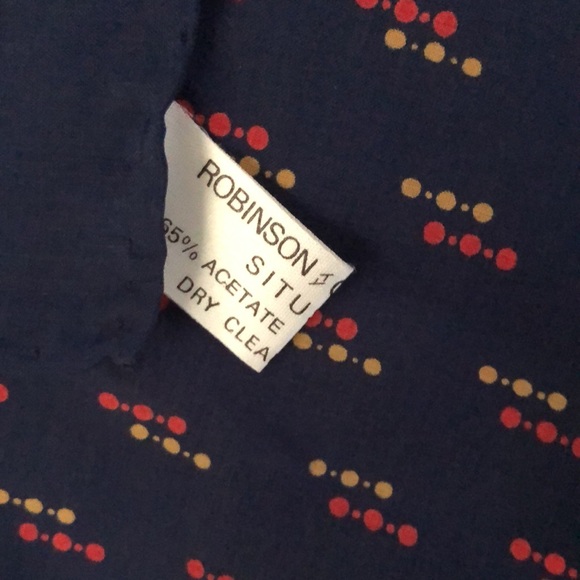 ROBINSON
SITU
65% ACETATE
DRY CLEA